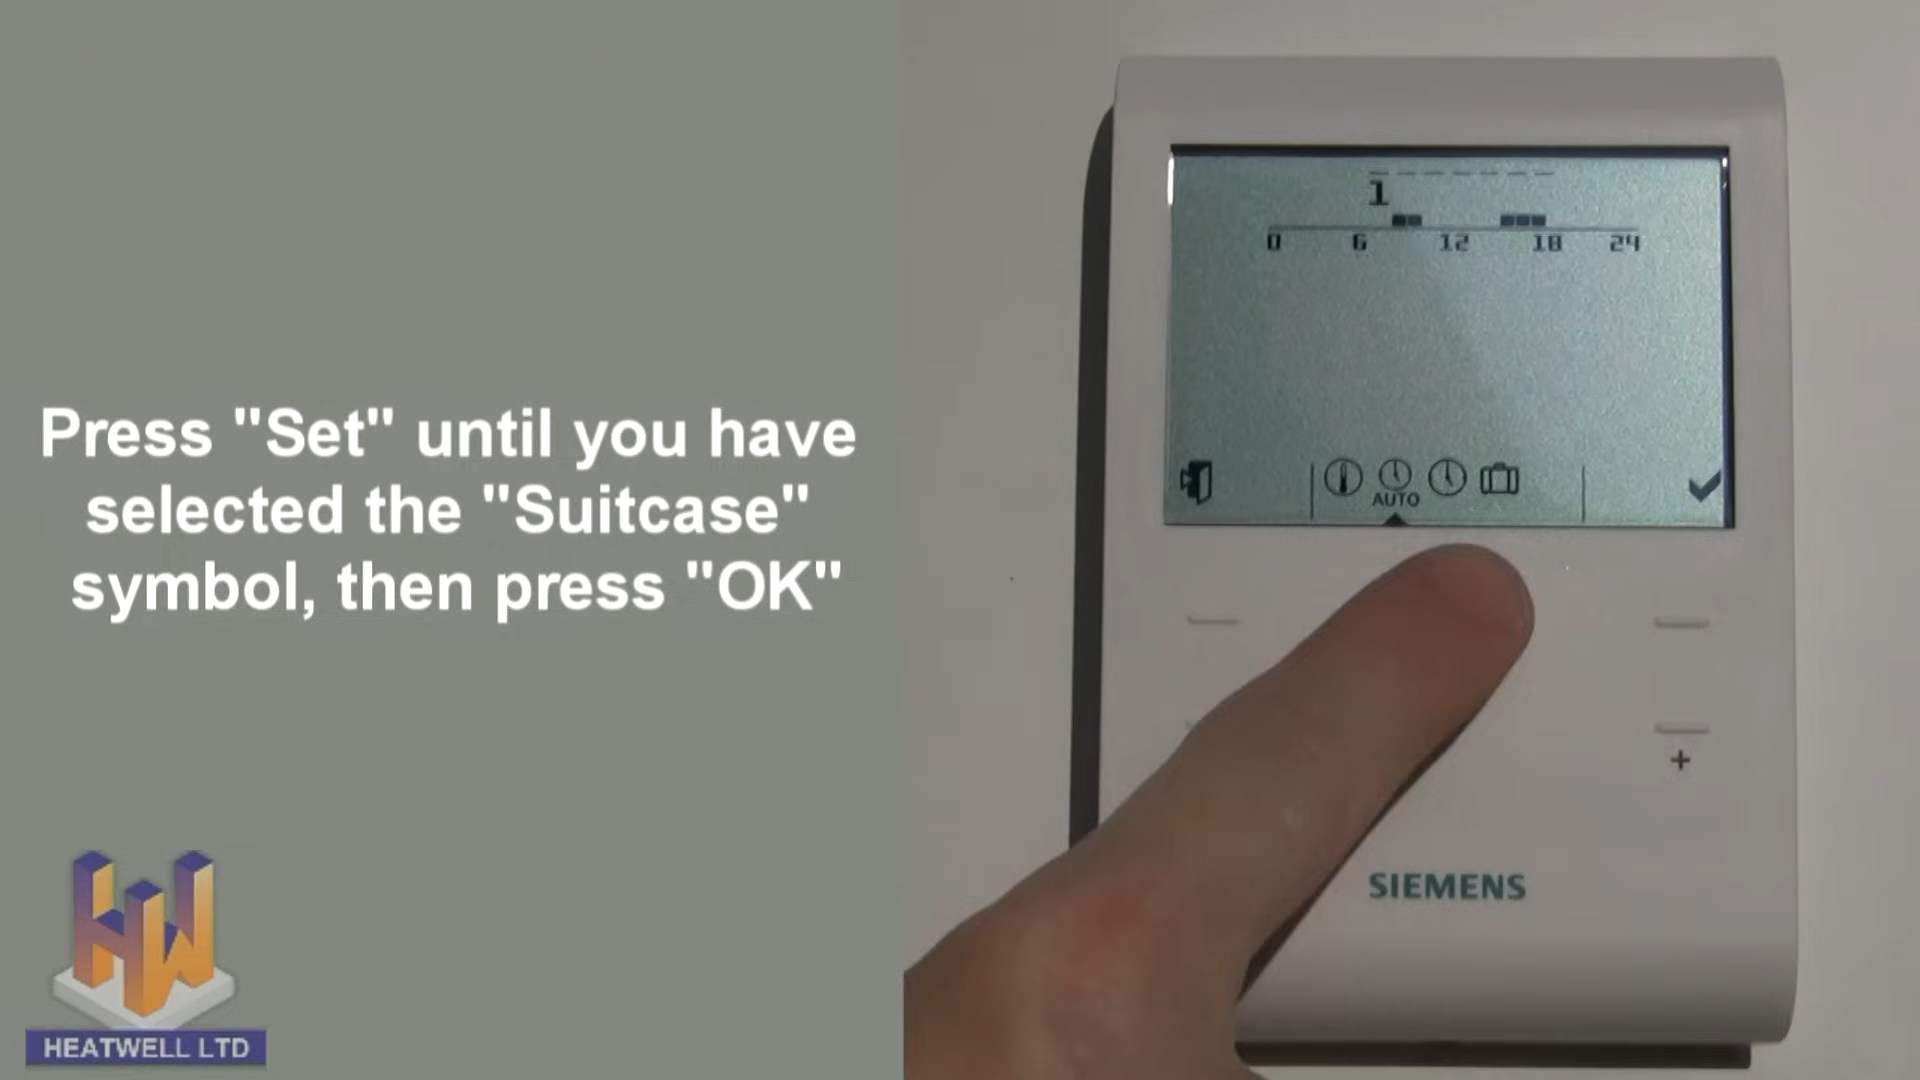 Press "Set" until you have
selected the "Suitcase"
symbol, then press "OK"
HEATWELL LTD
1
0 6 12 18 24
AUTO
+
SIEMENS